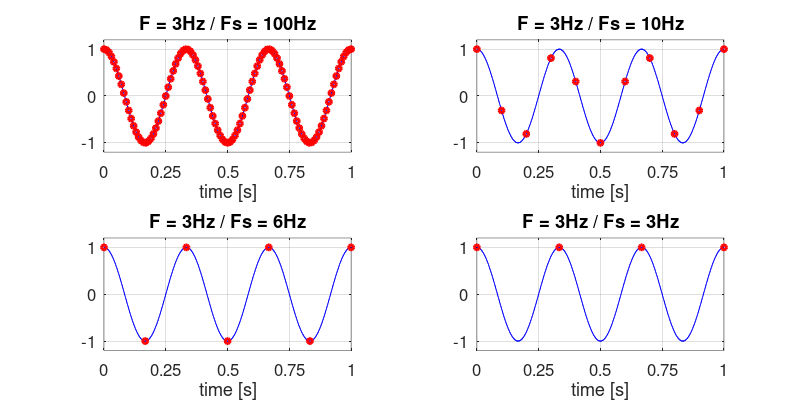 F = 3Hz / Fs = 100Hz
1
0
-1
0 0.25 0.5 0.75 1
time [s]
F = 3Hz / Fs = 10Hz
1
0
-1
0 0.25 0.5 0.75 1
time [s]
F = 3Hz / Fs = 6Hz
1
0
-1
0 0.25 0.5 0.75 1
time [s]
F = 3Hz / Fs = 3Hz
1
0
-1
0 0.25 0.5 0.75 1
time [s]